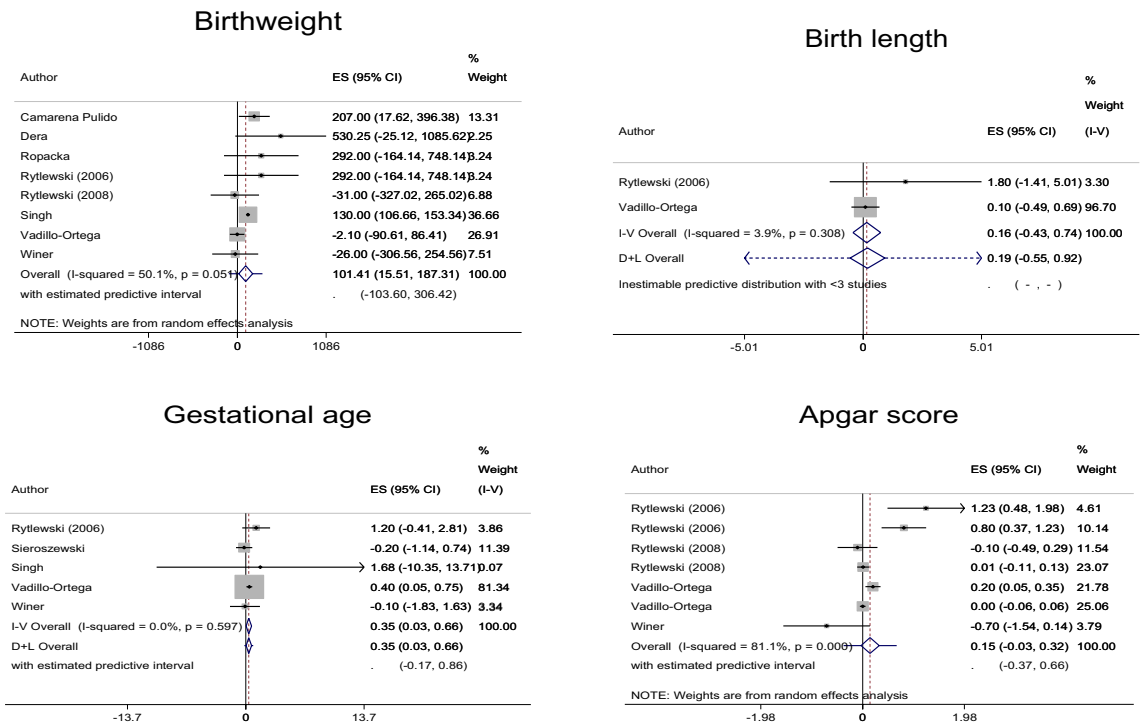 Birthweight
%
Author ES (95% CI) Weight
Camarena Pulido 207.00 (17.62, 396.38) 13.31
Dera 530.25 (-25.12, 1085.62) 2.25
Ropacka 292.00 (-164.14, 748.14) 3.24
Rytlewski (2006) 292.00 (-164.14, 748.14) 3.24
Rytlewski (2008) -31.00 (-327.02, 265.02) 6.88
Singh 130.00 (106.66, 153.34) 36.66
Vadillo-Ortega -2.10 (-90.61, 86.41) 26.91
Winer -26.00 (-306.56, 254.56) 7.51
Overall (I-squared = 50.1%, p = 0.051) 101.41 (15.51, 187.31) 100.00
with estimated predictive interval . (-103.60, 306.42)
NOTE: Weights are from random effects analysis
-1086 0 1086
Birth length
%
Weight
Author ES (95% CI) (I-V)
Rytlewski (2006) 1.80 (-1.41, 5.01) 3.30
Vadillo-Ortega 0.10 (-0.49, 0.69) 96.70
I-V Overall (I-squared = 3.9%, p = 0.308) 0.16 (-0.43, 0.74) 100.00
D+L Overall 0.19 (-0.55, 0.92)
Inestimable predictive distribution with <3 studies . ( - , - )
-5.01 0 5.01
Gestational age
%
Weight
Author ES (95% CI) (I-V)
Rytlewski (2006) 1.20 (-0.41, 2.81) 3.86
Sieroszewski -0.20 (-1.14, 0.74) 11.39
Singh 1.68 (-10.35, 13.71) 0.07
Vadillo-Ortega 0.40 (0.05, 0.75) 81.34
Winer -0.10 (-1.83, 1.63) 3.34
I-V Overall (I-squared = 0.0%, p = 0.597) 0.35 (0.03, 0.66) 100.00
D+L Overall 0.35 (0.03, 0.66)
with estimated predictive interval . (-0.17, 0.86)
-13.7 0 13.7
Apgar score
%
Author ES (95% CI) Weight
Rytlewski (2006) 1.23 (0.48, 1.98) 4.61
Rytlewski (2006) 0.80 (0.37, 1.23) 10.14
Rytlewski (2008) -0.10 (-0.49, 0.29) 11.54
Rytlewski (2008) 0.01 (-0.11, 0.13) 23.07
Vadillo-Ortega 0.20 (0.05, 0.35) 21.78
Vadillo-Ortega 0.00 (-0.06, 0.06) 25.06
Winer -0.70 (-1.54, 0.14) 3.79
Overall (I-squared = 81.1%, p = 0.000) 0.15 (-0.03, 0.32) 100.00
with estimated predictive interval . (-0.37, 0.66)
NOTE: Weights are from random effects analysis
-1.98 0 1.98